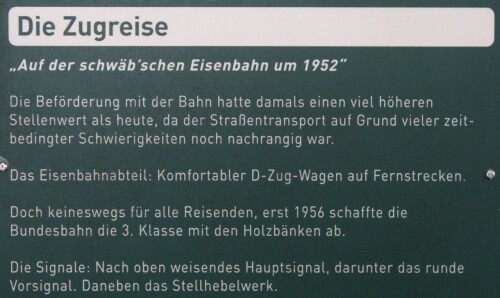 Die Zugreise
„Auf der schwäb'schen Eisenbahn um 1952“
Die Beförderung mit der Bahn hatte damals einen viel höheren
Stellenwert als heute, da der Straßentransport auf Grund vieler zeit-
bedingter Schwierigkeiten noch nachrangig war.
Das Eisenbahnabteil: Komfortabler D-Zug-Wagen auf Fernstrecken.
Doch keineswegs für alle Reisenden, erst 1956 schaffte die
Bundesbahn die 3. Klasse mit den Holzbänken ab.
Die Signale: Nach oben weisendes Hauptsignal, darunter das runde
Vorsignal. Daneben das Stellhebelwerk.